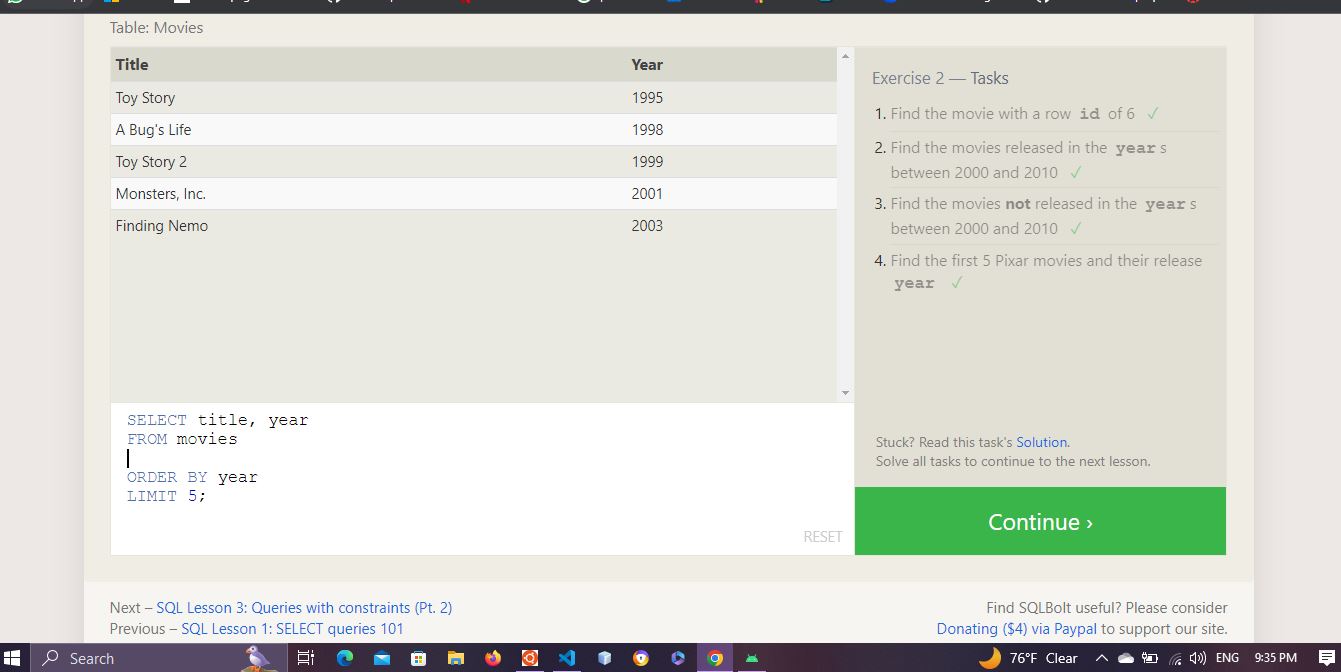 Table: Movies
Title Year
Toy Story 1995
A Bug's Life 1998
Toy Story 2 1999
Monsters, Inc. 2001
Finding Nemo 2003
Exercise 2 — Tasks
1. Find the movie with a row id of 6 ✓
2. Find the movies released in the year s
between 2000 and 2010 ✓
3. Find the movies not released in the year s
between 2000 and 2010 ✓
4. Find the first 5 Pixar movies and their release
year ✓
Stuck? Read this task's Solution.
Solve all tasks to continue to the next lesson.
Continue ›
SELECT title, year
FROM movies
ORDER BY year
LIMIT 5;
RESET
Next – SQL Lesson 3: Queries with constraints (Pt. 2)
Previous – SQL Lesson 1: SELECT queries 101
Find SQLBolt useful? Please consider
Donating ($4) via Paypal to support our site.
Search
76°F Clear
ENG
9:35 PM